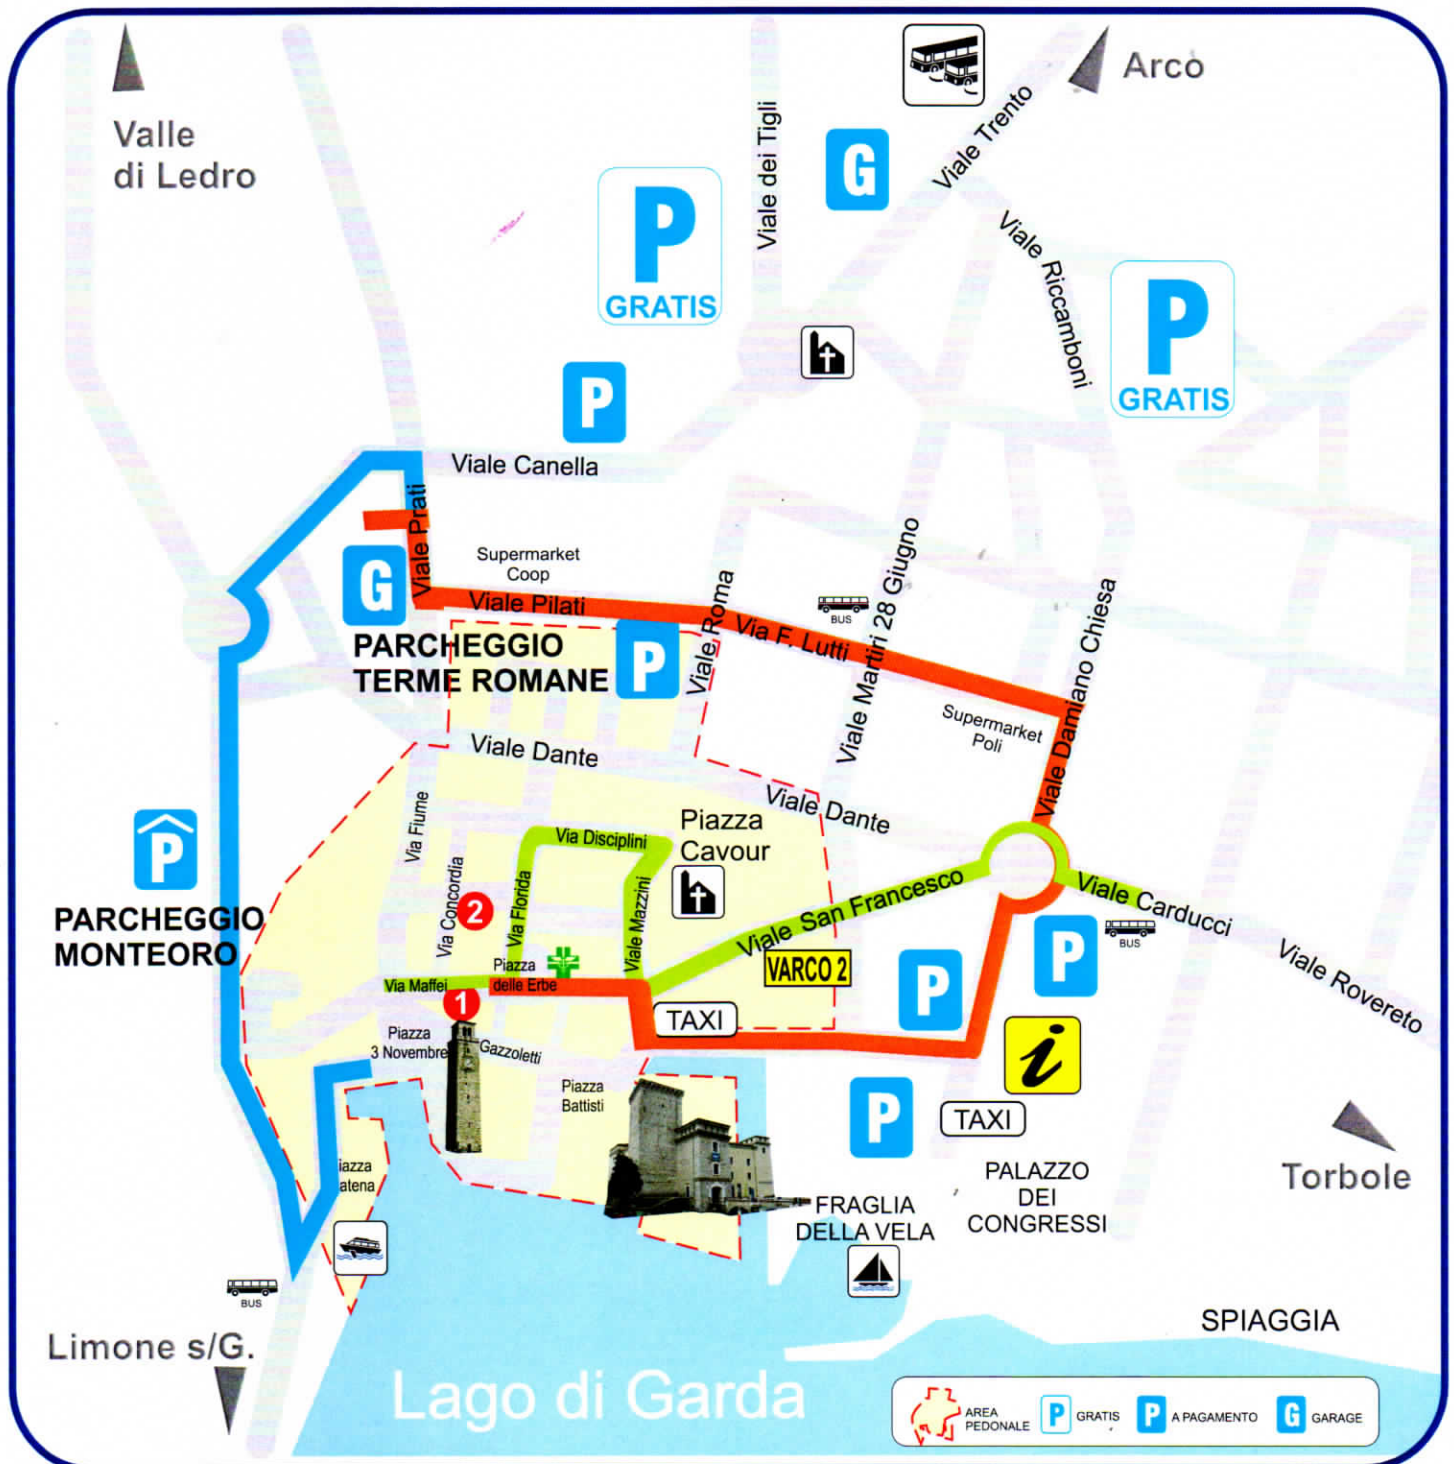 Arco
Valle
di Ledro
Viale dei Tigli
Viale Trento
G
P
GRATIS
Viale Riccamboni
P
GRATIS
P
Viale Canella
Viale Prati
Supermarket
Coop
G
Viale Pilati
PARCHEGGIO
TERME ROMANE
P
Viale Roma
Via F. Lutti
BUS
Viale Martiri 28 Giugno
Supermarket
Poli
Viale Damiano Chiesa
Viale Dante
Viale Dante
Via Fiume
Via Concordia
2
Via Disciplini
Via Florida
Viale Mazzini
Piazza
Cavour
P
PARCHEGGIO
MONTEORO
Viale San Francesco
VARCO 2
Viale Carducci
BUS
Viale Rovereto
P
P
Via Maffei
Piazza
delle Erbe
1
TAXI
Piazza
3 Novembre
Gazzoletti
Piazza
Battisti
i
TAXI
P
PALAZZO
DEI
CONGRESSI
Torbole
iazza
atena
FRAGLIA
DELLA VELA
BUS
Limone s/G.
SPIAGGIA
Lago di Garda
AREA
PEDONALE
P GRATIS
P A PAGAMENTO
G GARAGE